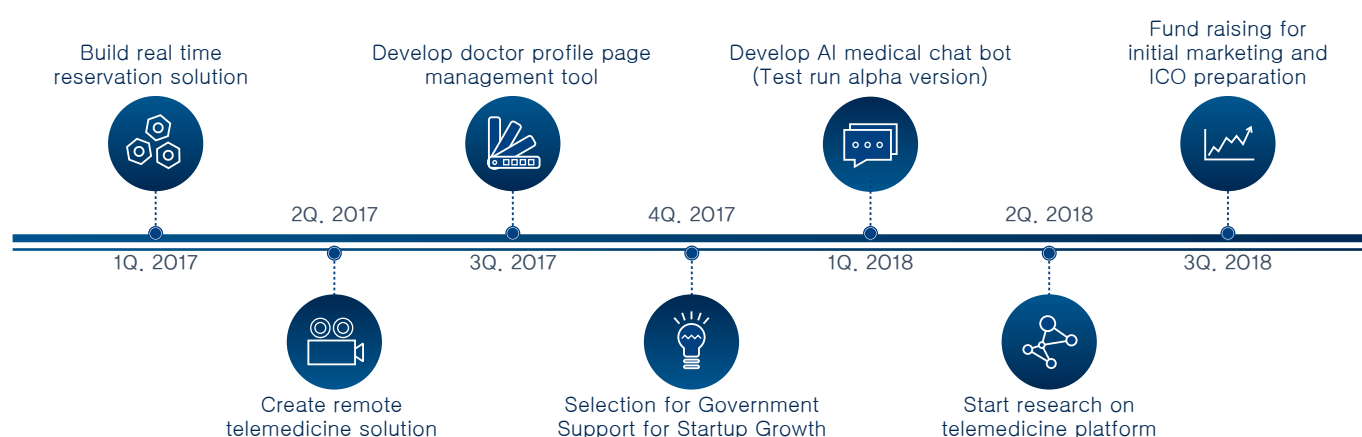 Build real time
reservation solution
Develop doctor profile page
management tool
Develop AI medical chat bot
(Test run alpha version)
Fund raising for
initial marketing and
ICO preparation
2Q. 2017
4Q. 2017
2Q. 2018
1Q. 2017
3Q. 2017
1Q. 2018
3Q. 2018
Create remote
telemedicine solution
Selection for Government
Support for Startup Growth
Start research on
telemedicine platform